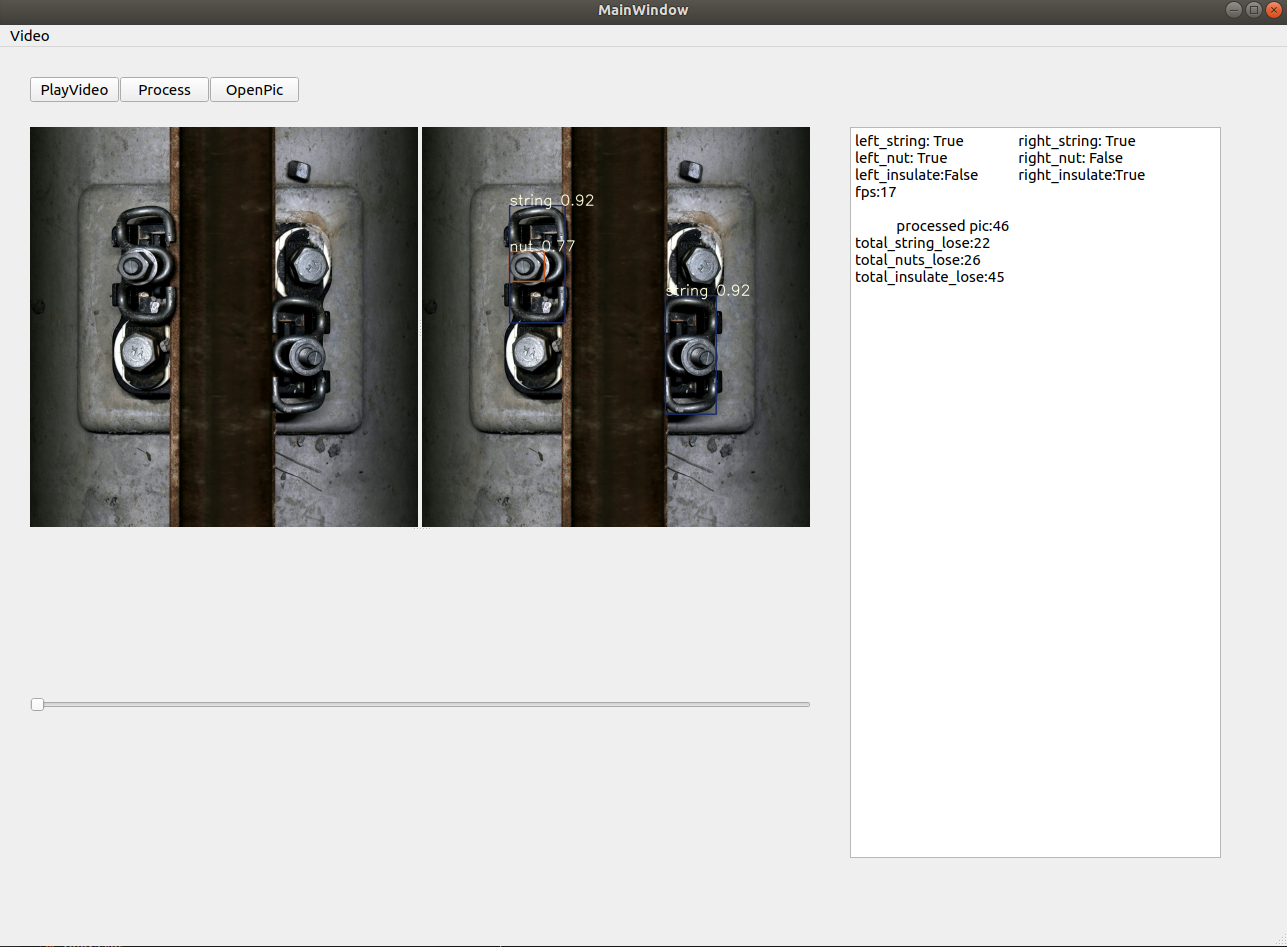 MainWindow
Video
PlayVideo Process OpenPic
string 0.92
nut 0.77
string 0.92
left_string: True right_string: True
left_nut: True right_nut: False
left_insulate:False right_insulate:True
fps:17
processed pic:46
total_string_lose:22
total_nuts_lose:26
total_insulate_lose:45